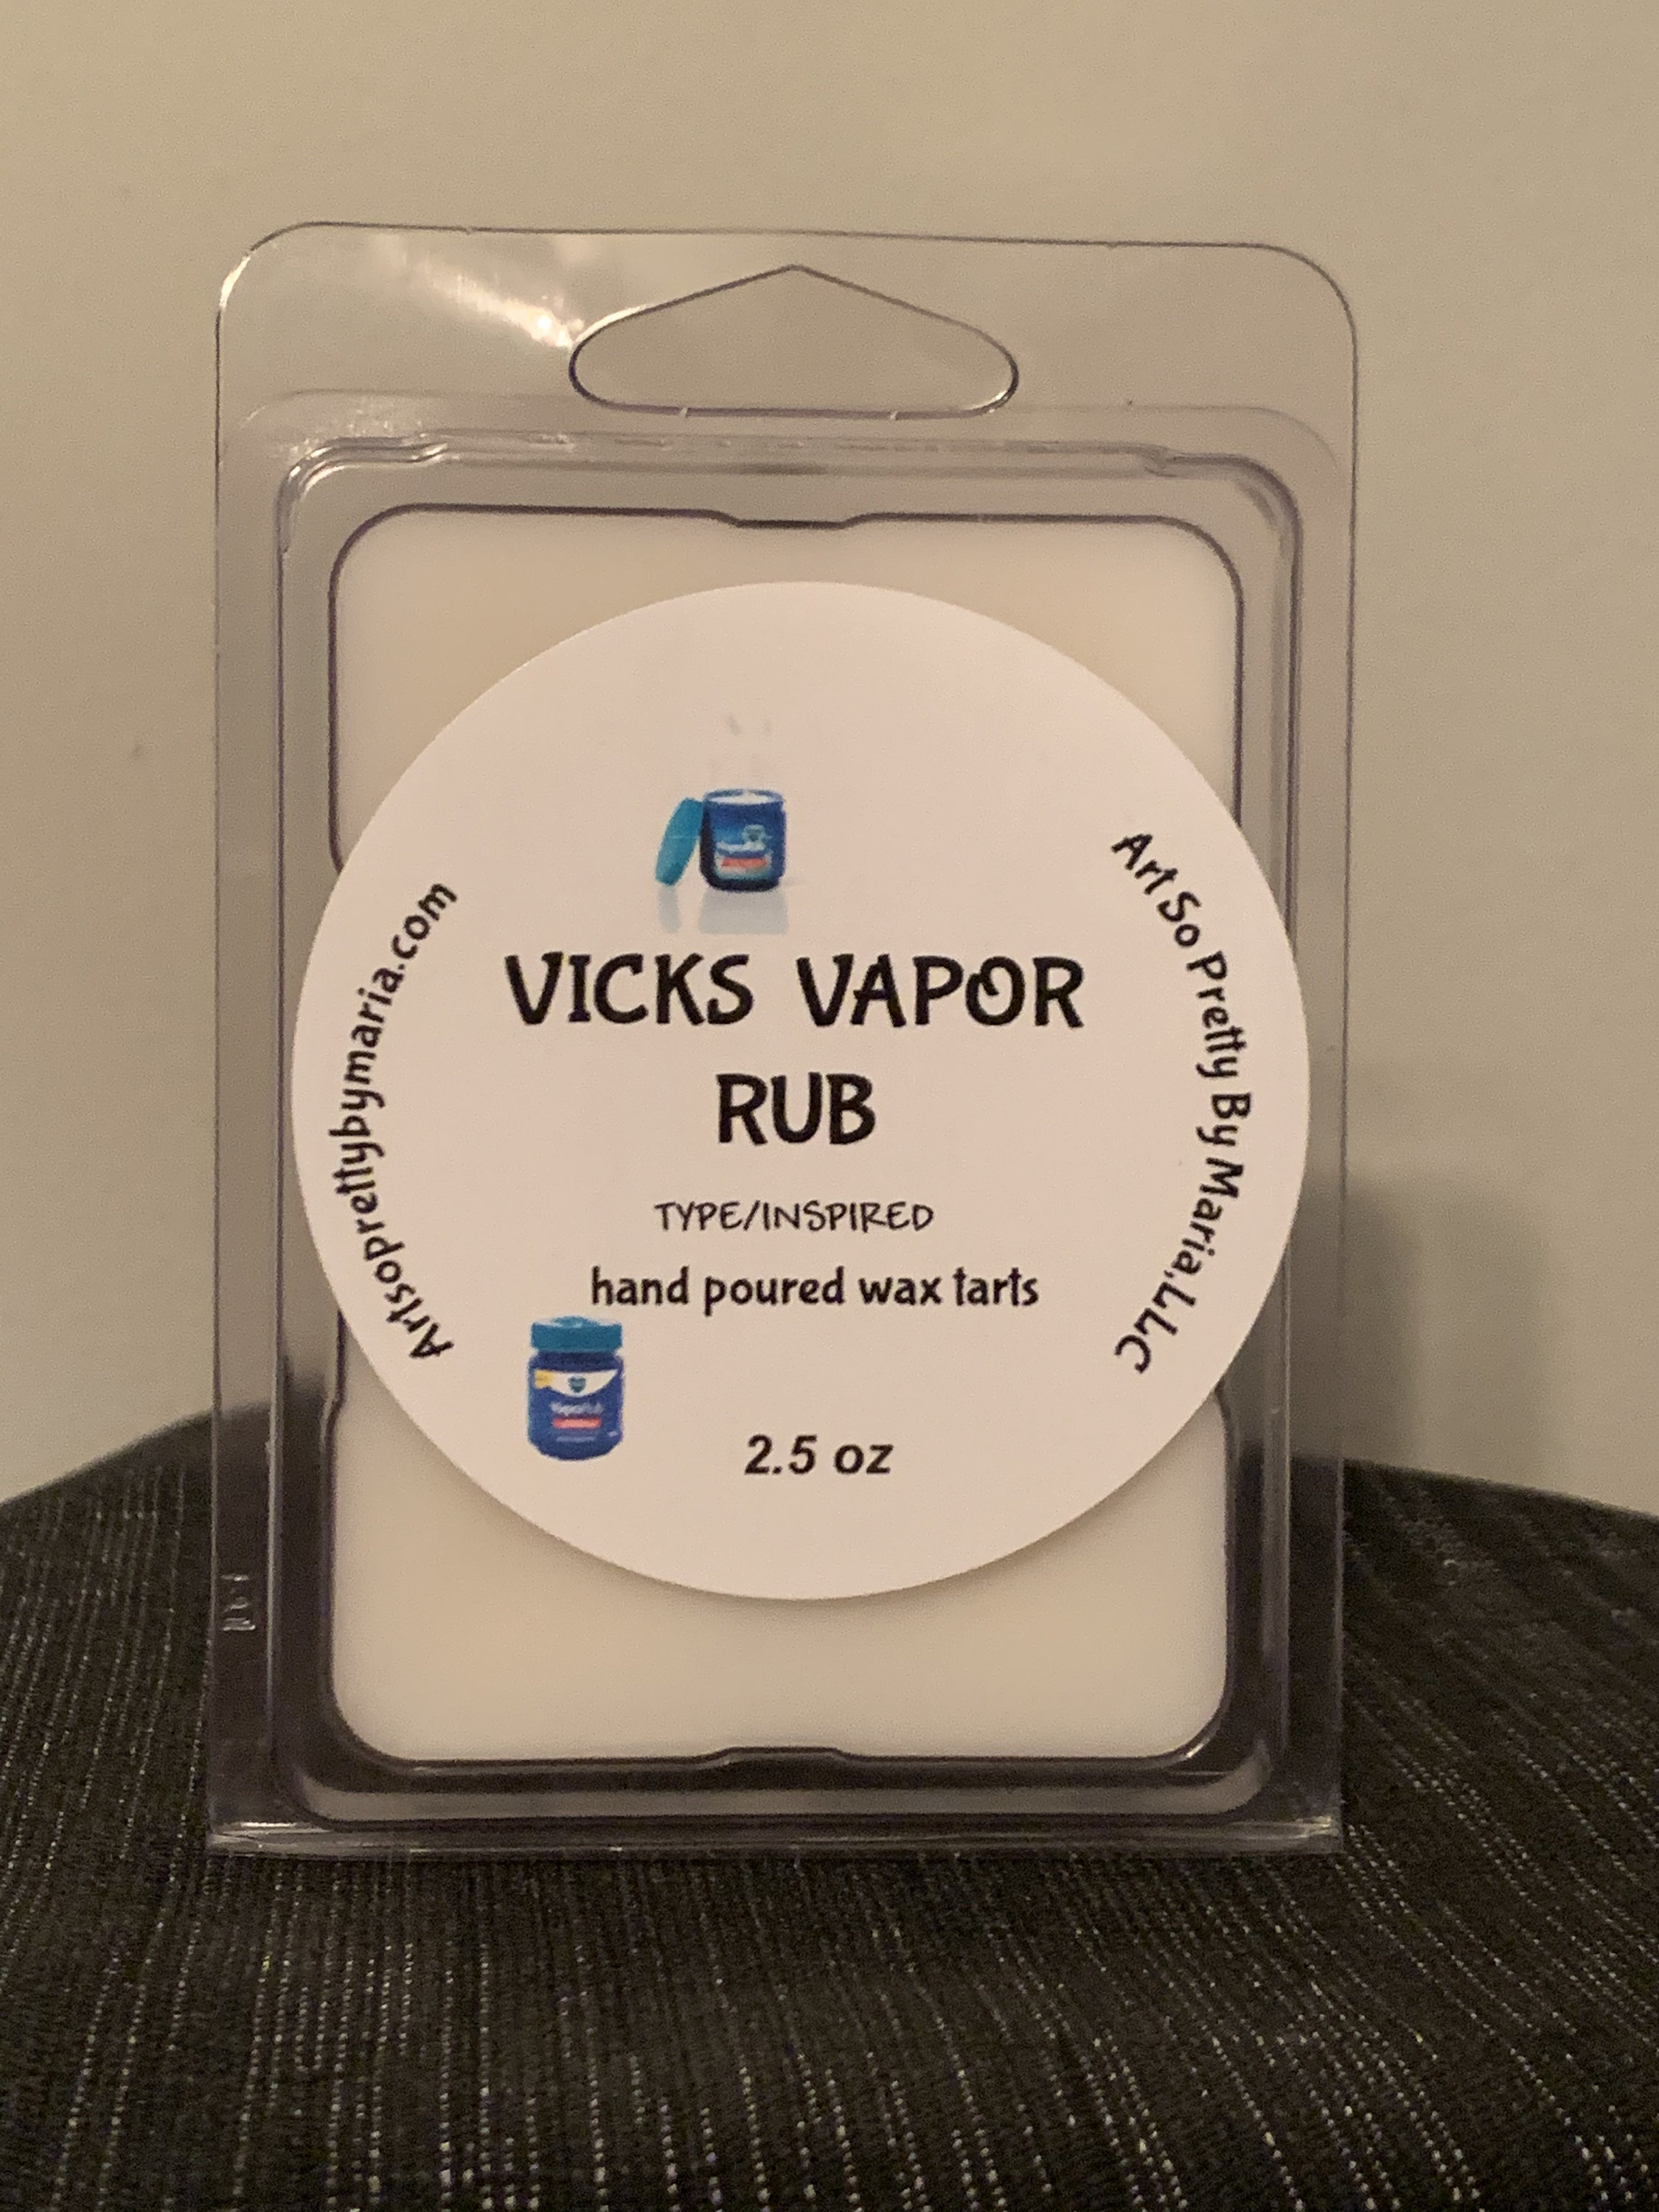 VICKS VAPOR
RUB
TYPE/INSPIRED
hand poured wax tarts
2.5 oz
Artsoprettybymaria.com
Art So Pretty By Maria,LLC
VapoRub